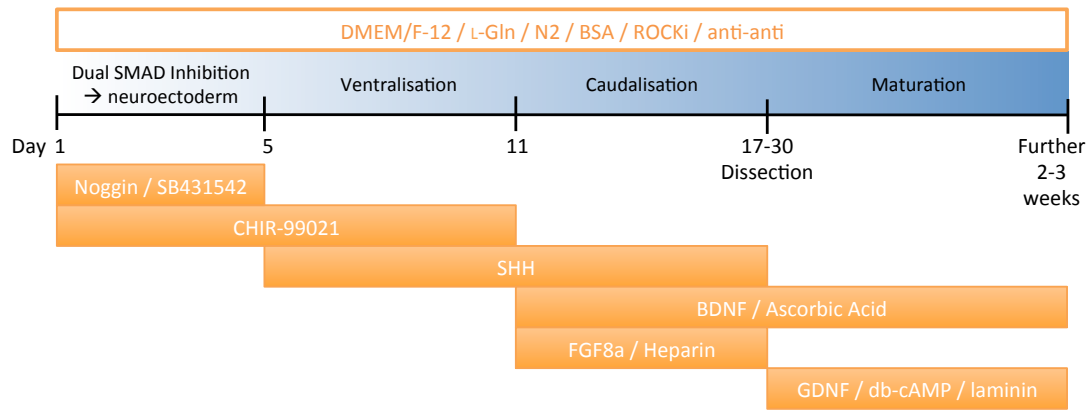 DMEM/F-12 / L-Gln / N2 / BSA / ROCKi / anti-anti
Dual SMAD Inhibition
→ neuroectoderm
Ventralisation
Caudalisation
Maturation
Day 1
5
11
17-30
Dissection
Further
2-3
weeks
Noggin / SB431542
CHIR-99021
SHH
BDNF / Ascorbic Acid
FGF8a / Heparin
GDNF / db-cAMP / laminin